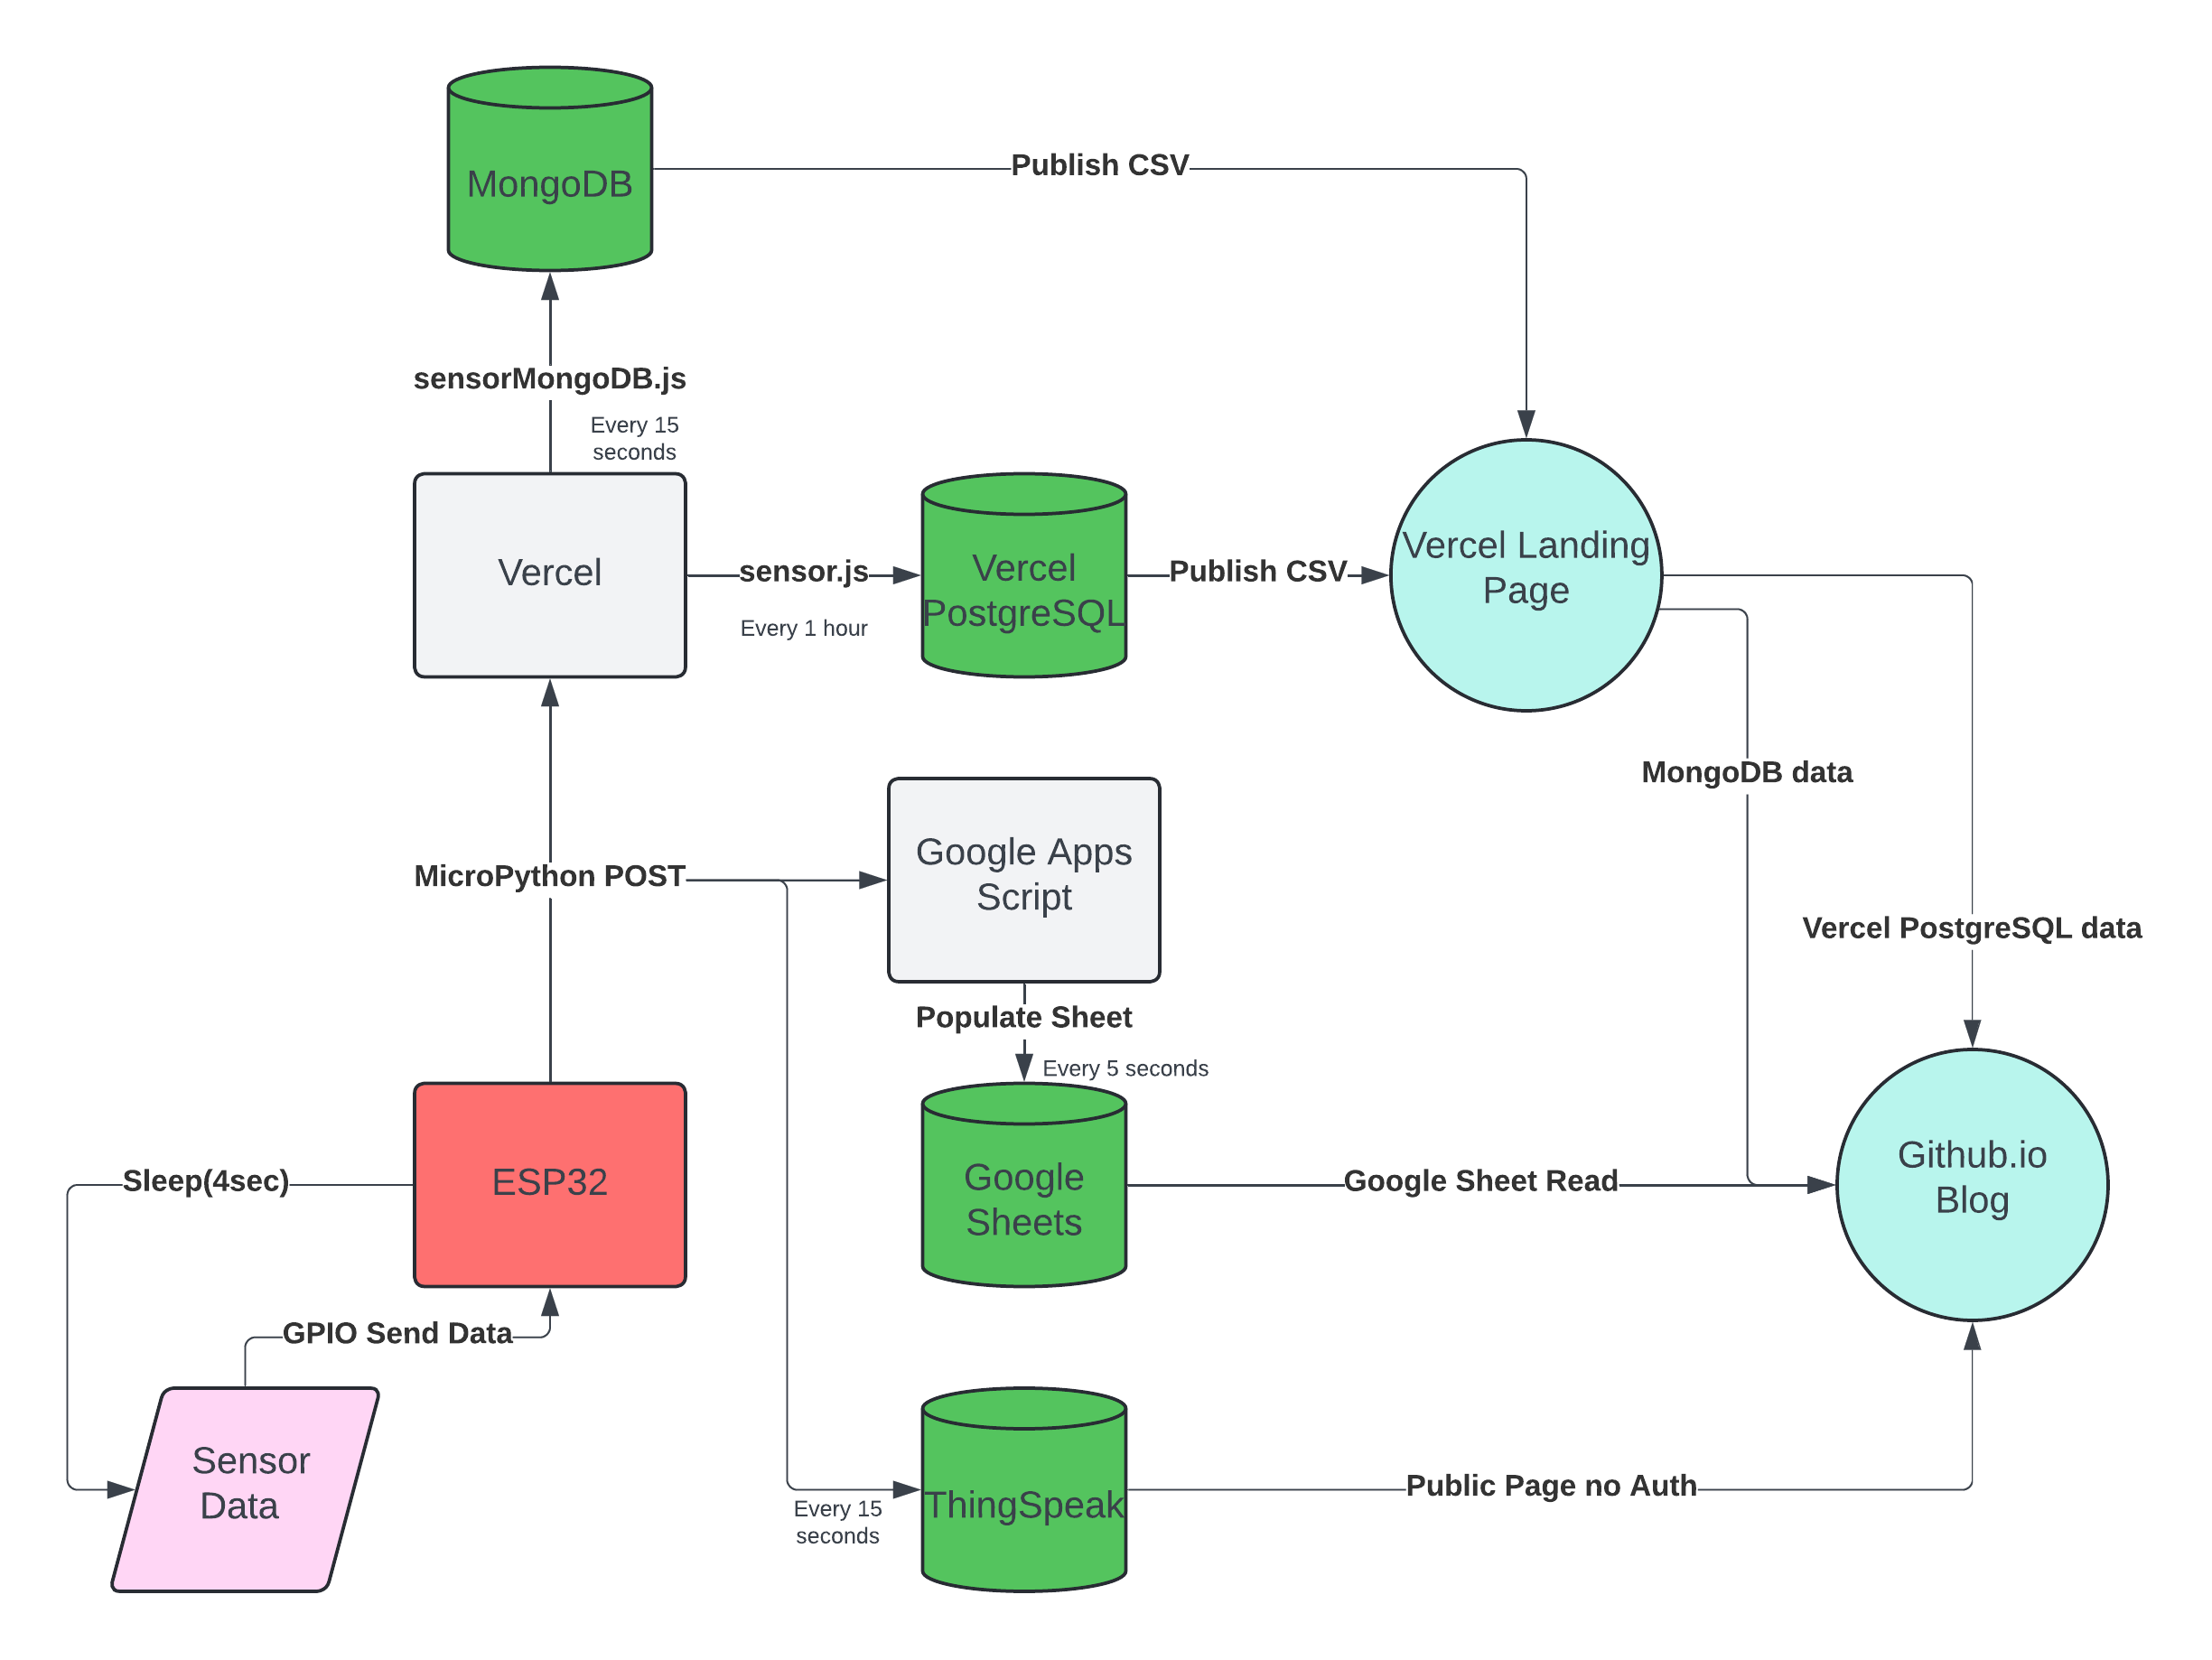 MongoDB
Publish CSV
sensorMongoDB.js
Every 15
seconds
Vercel
sensor.js
Every 1 hour
Vercel
PostgreSQL
Publish CSV
Vercel Landing
Page
MongoDB data
Vercel PostgreSQL data
MicroPython POST
Google Apps
Script
Populate Sheet
Every 5 seconds
ESP32
Sleep(4sec)
GPIO Send Data
Sensor
Data
Google
Sheets
Google Sheet Read
Github.io
Blog
Every 15
seconds
ThingSpeak
Public Page no Auth